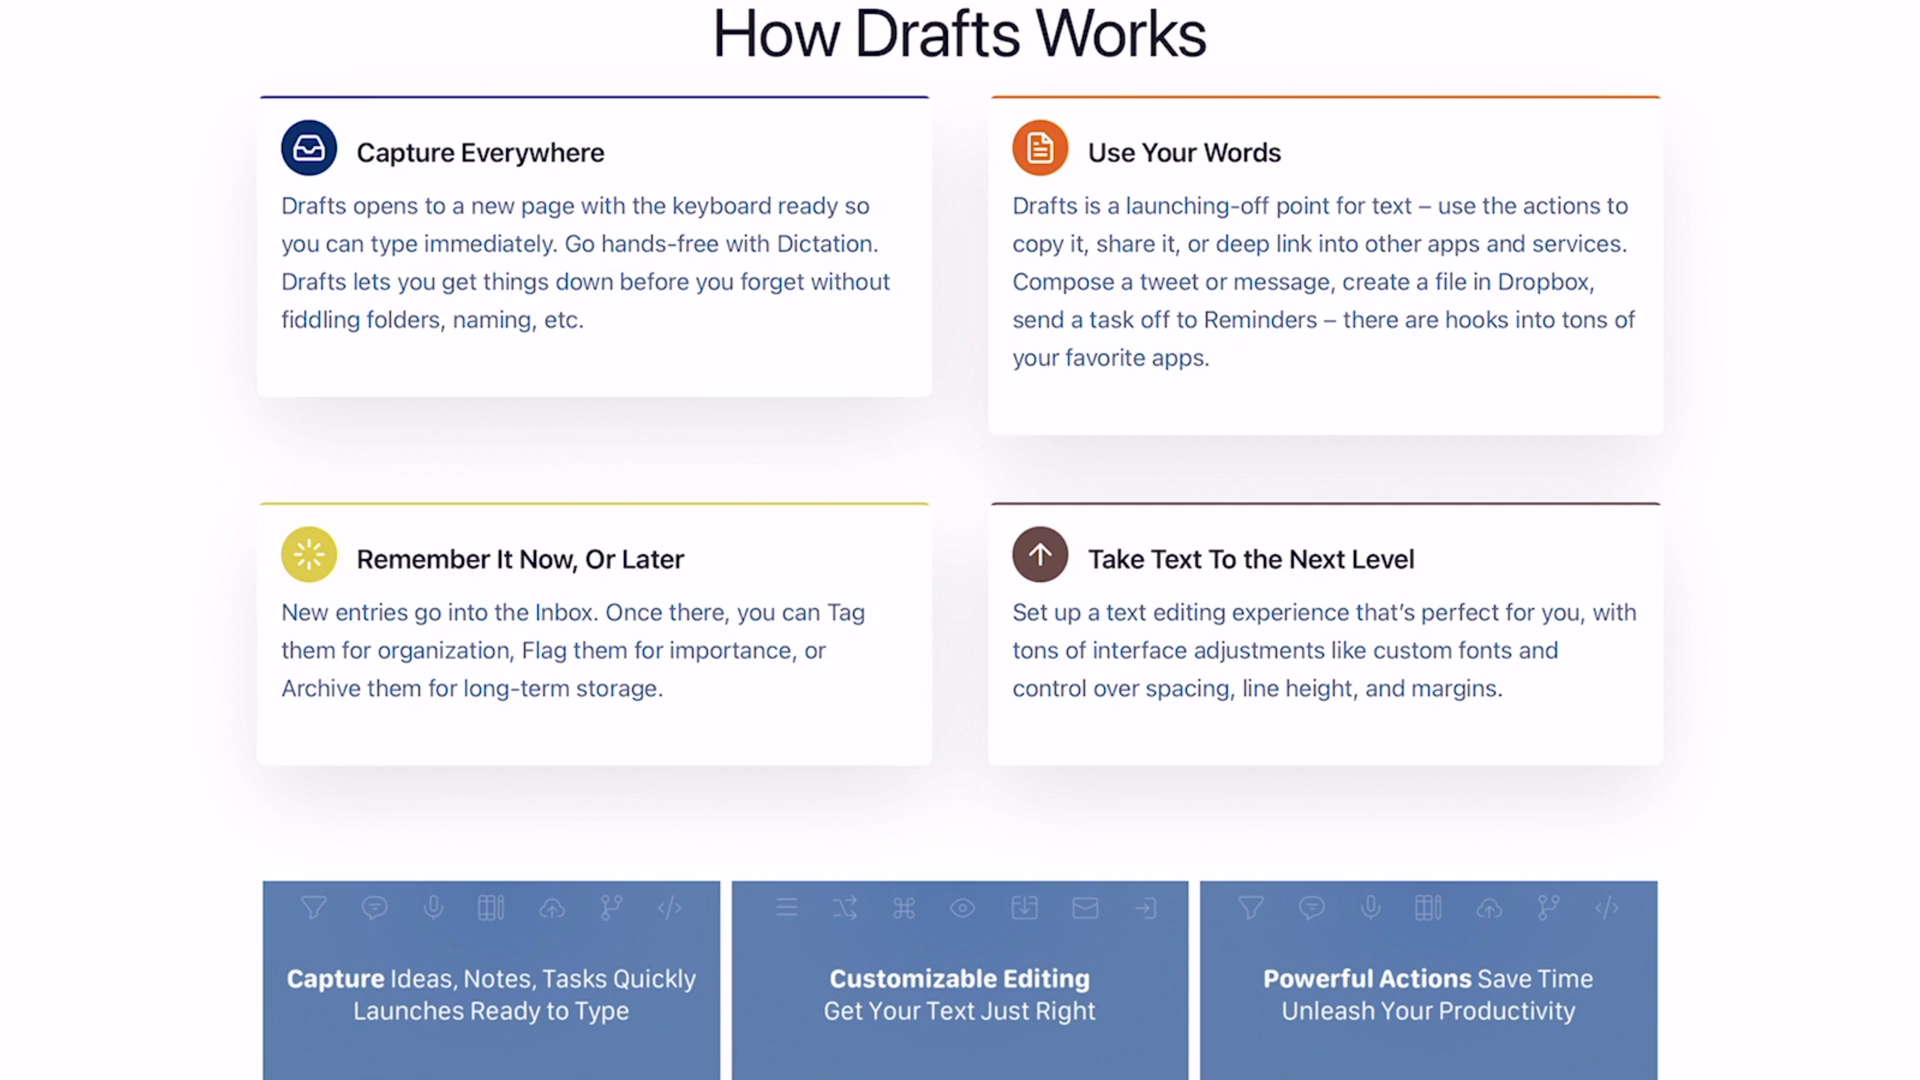 How Drafts Works
Capture Everywhere
Drafts opens to a new page with the keyboard ready so
you can type immediately. Go hands-free with Dictation.
Drafts lets you get things down before you forget without
fiddling folders, naming, etc.
Use Your Words
Drafts is a launching-off point for text – use the actions to
copy it, share it, or deep link into other apps and services.
Compose a tweet or message, create a file in Dropbox,
send a task off to Reminders – there are hooks into tons of
your favorite apps.
Remember It Now, Or Later
New entries go into the Inbox. Once there, you can Tag
them for organization, Flag them for importance, or
Archive them for long-term storage.
Take Text To the Next Level
Set up a text editing experience that’s perfect for you, with
tons of interface adjustments like custom fonts and
control over spacing, line height, and margins.
Capture Ideas, Notes, Tasks Quickly
Launches Ready to Type
Customizable Editing
Get Your Text Just Right
Powerful Actions Save Time
Unleash Your Productivity